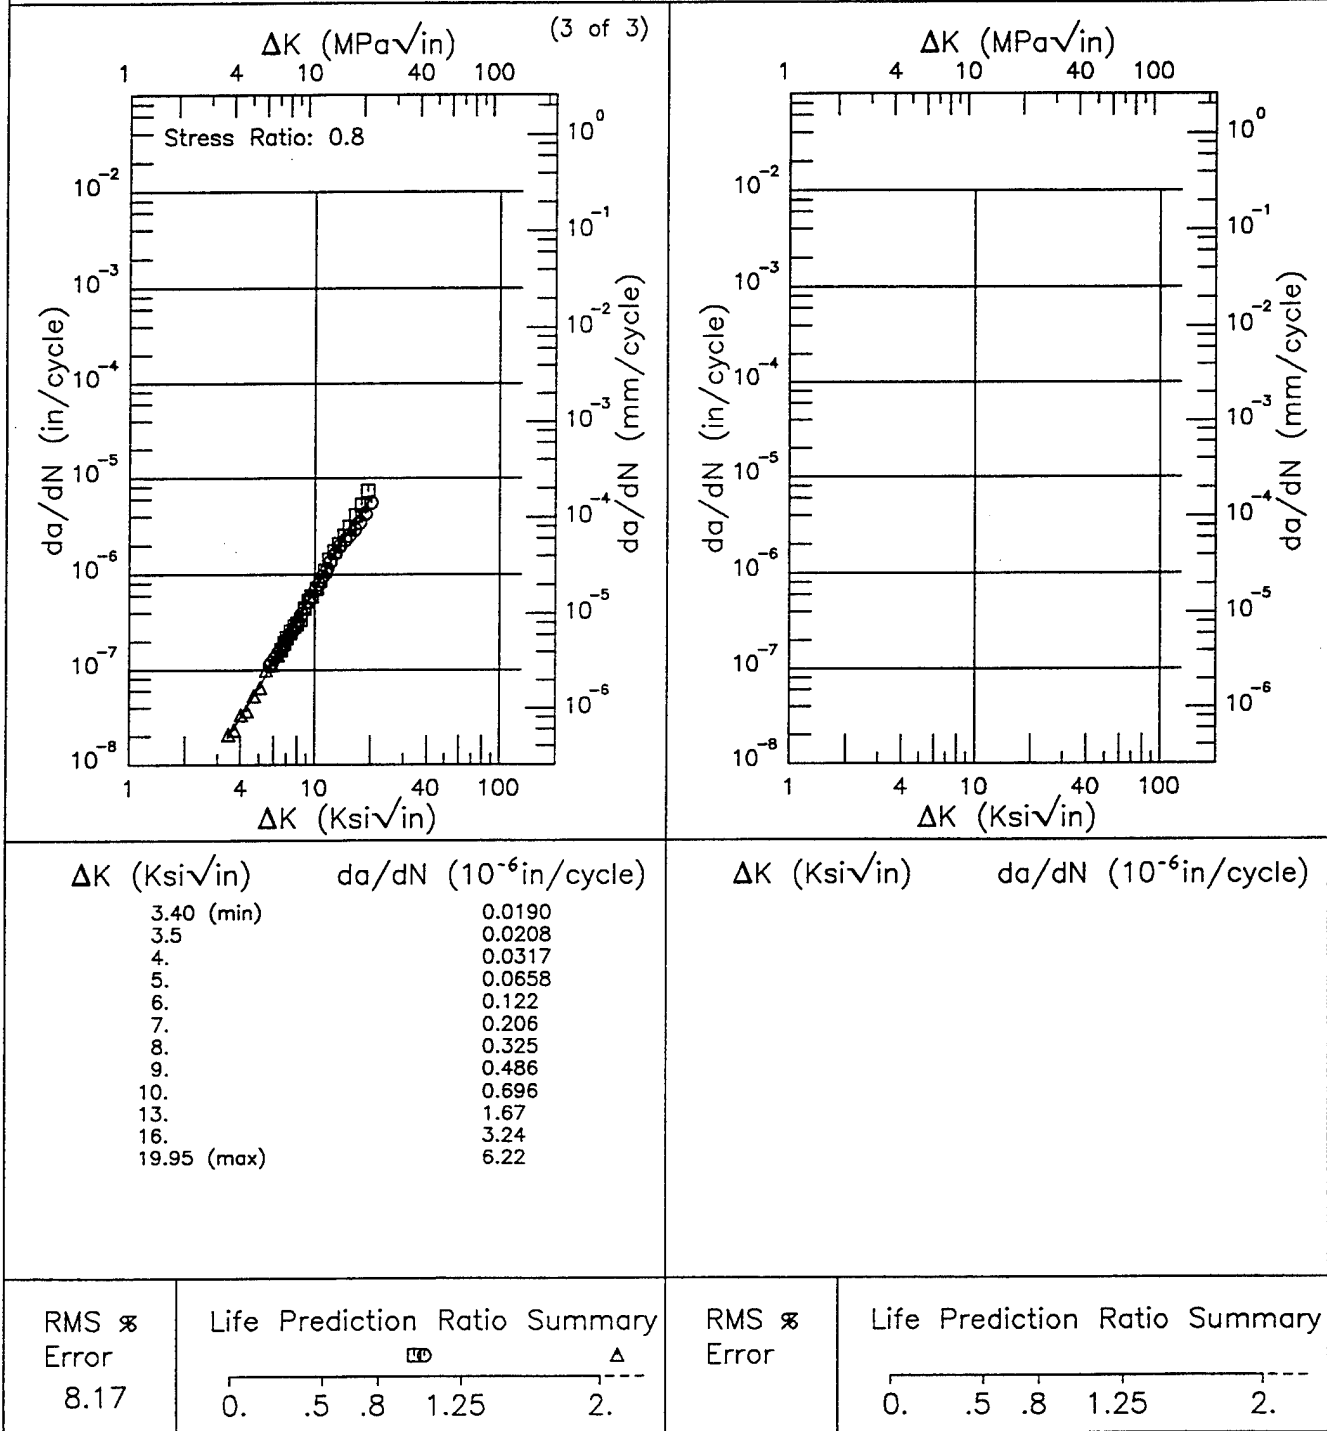 (3 of 3)
ΔK (MPa√in)
1 4 10 40 100
Stress Ratio: 0.8
da/dN (in/cycle)
10⁻²
10⁻³
10⁻⁴
10⁻⁵
10⁻⁶
10⁻⁷
10⁻⁸
10⁰
10⁻¹
10⁻²
10⁻³
10⁻⁴
10⁻⁵
10⁻⁶
da/dN (mm/cycle)
1 4 10 40 100
ΔK (Ksi√in)
ΔK (MPa√in)
1 4 10 40 100
da/dN (in/cycle)
10⁻²
10⁻³
10⁻⁴
10⁻⁵
10⁻⁶
10⁻⁷
10⁻⁸
10⁰
10⁻¹
10⁻²
10⁻³
10⁻⁴
10⁻⁵
10⁻⁶
da/dN (mm/cycle)
1 4 10 40 100
ΔK (Ksi√in)
ΔK (Ksi√in) da/dN (10⁻⁶in/cycle)
3.40 (min) 0.0190
3.5 0.0208
4. 0.0317
5. 0.0658
6. 0.122
7. 0.206
8. 0.325
9. 0.486
10. 0.696
13. 1.67
16. 3.24
19.95 (max) 6.22
ΔK (Ksi√in) da/dN (10⁻⁶in/cycle)
RMS %
Error
8.17
Life Prediction Ratio Summary
0. .5 .8 1.25 2.
RMS %
Error
Life Prediction Ratio Summary
0. .5 .8 1.25 2.